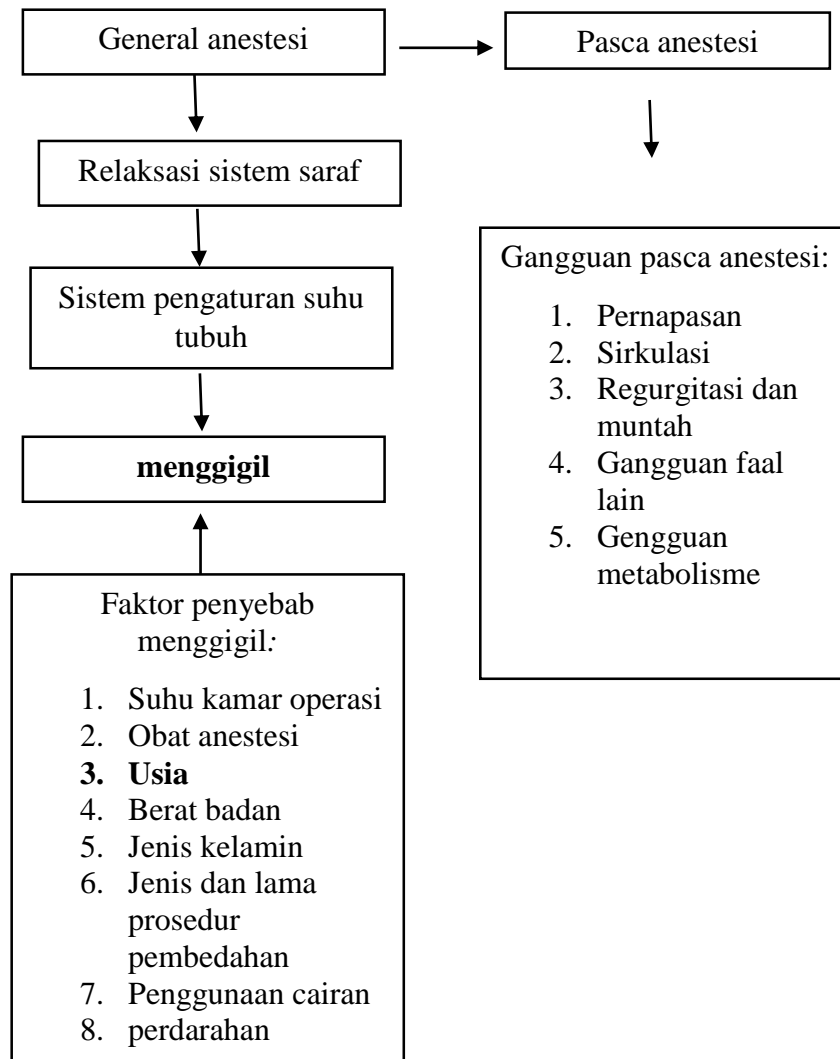 General anestesi
Pasca anestesi
Relaksasi sistem saraf
Sistem pengaturan suhu
tubuh
menggigil
Faktor penyebab
menggigil:
1. Suhu kamar operasi
2. Obat anestesi
3. Usia
4. Berat badan
5. Jenis kelamin
6. Jenis dan lama
prosedur
pembedahan
7. Penggunaan cairan
8. perdarahan
Gangguan pasca anestesi:
1. Pernapasan
2. Sirkulasi
3. Regurgitasi dan
muntah
4. Gangguan faal
lain
5. Gengguan
metabolisme